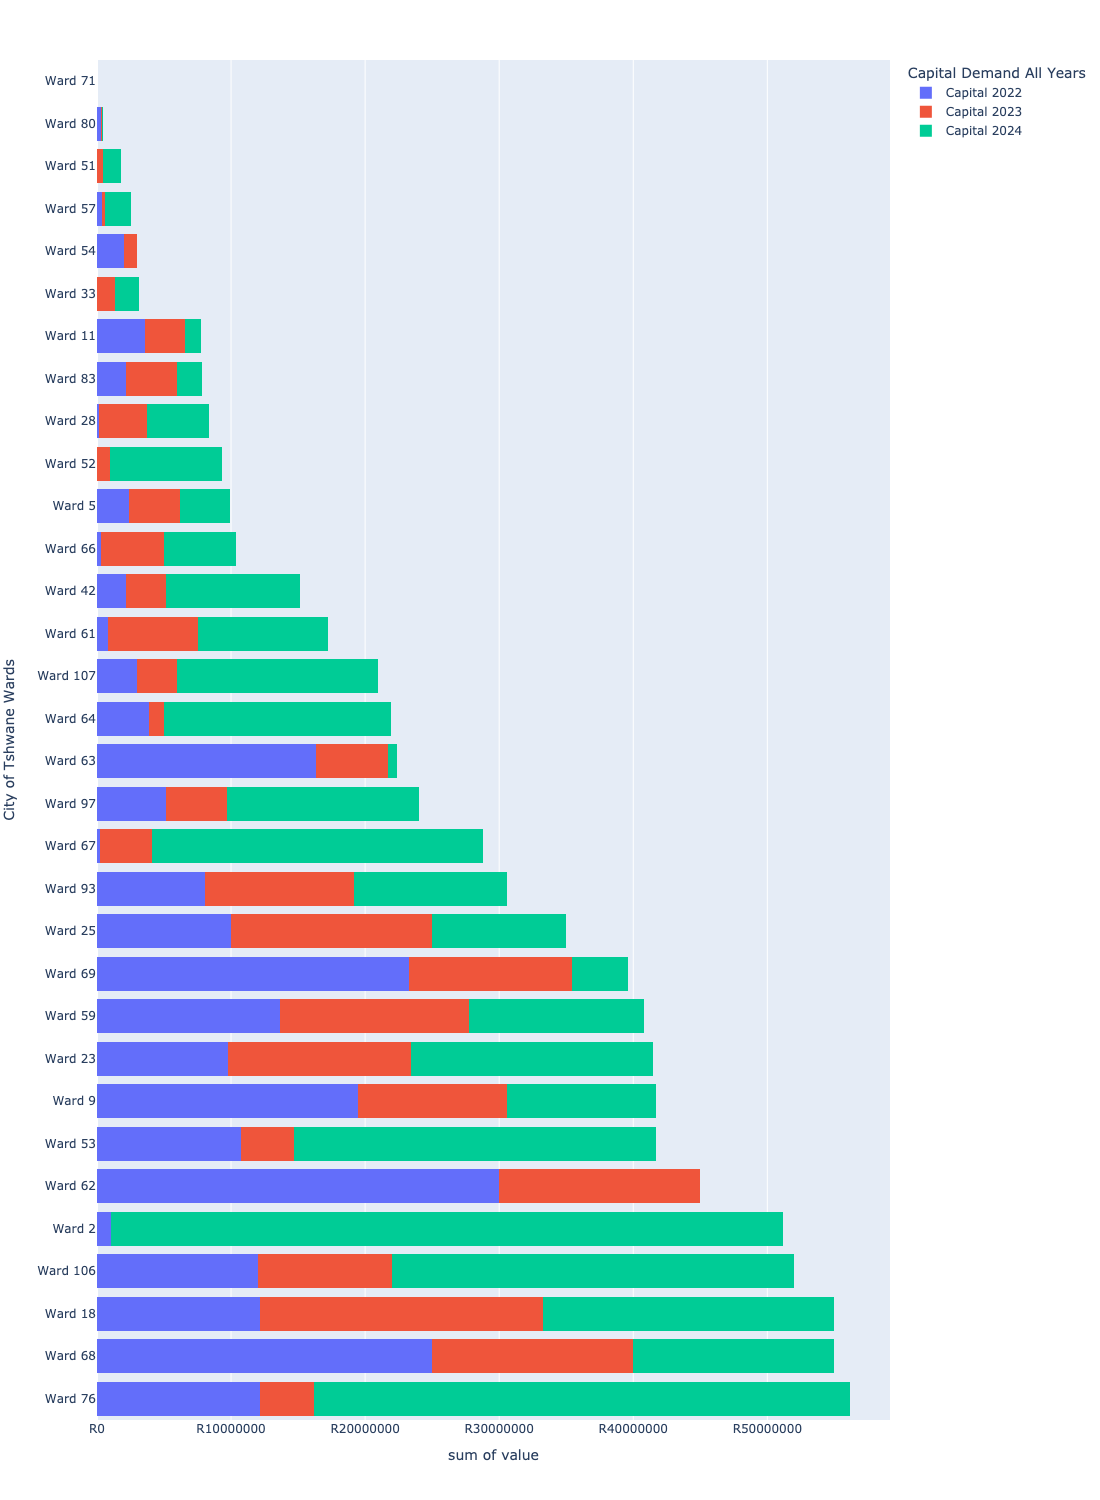 Capital Demand All Years
Capital 2022
Capital 2023
Capital 2024
City of Tshwane Wards
Ward 71
Ward 80
Ward 51
Ward 57
Ward 54
Ward 33
Ward 11
Ward 83
Ward 28
Ward 52
Ward 5
Ward 66
Ward 42
Ward 61
Ward 107
Ward 64
Ward 63
Ward 97
Ward 67
Ward 93
Ward 25
Ward 69
Ward 59
Ward 23
Ward 9
Ward 53
Ward 62
Ward 2
Ward 106
Ward 18
Ward 68
Ward 76
R0 R10000000 R20000000 R30000000 R40000000 R50000000
sum of value